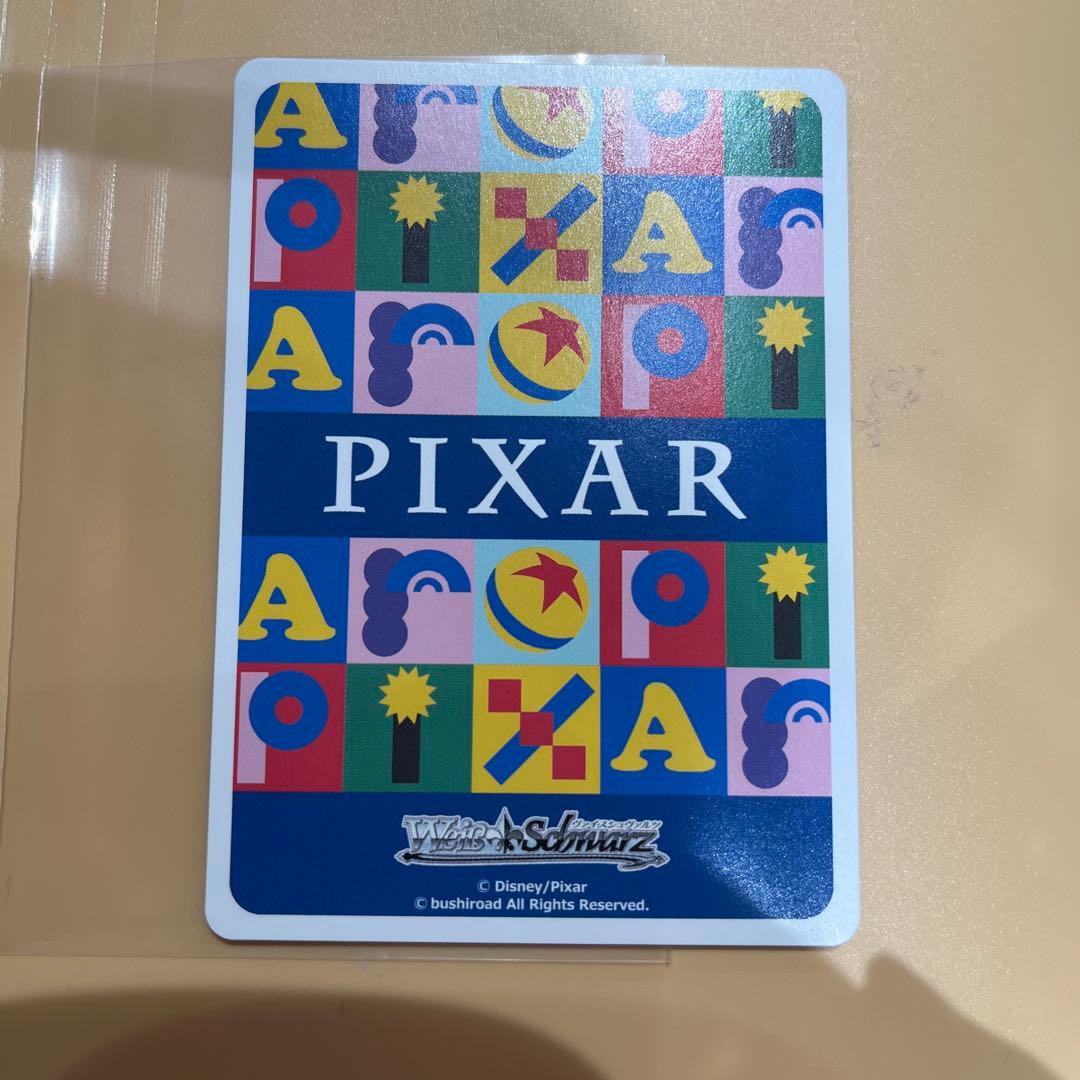 A r P i
P i X A r
A r P i
PIXAR
A r P i
P i X A r
ヴァイスシュヴァルツ
Weiß Schwarz
© Disney/Pixar
© bushiroad All Rights Reserved.